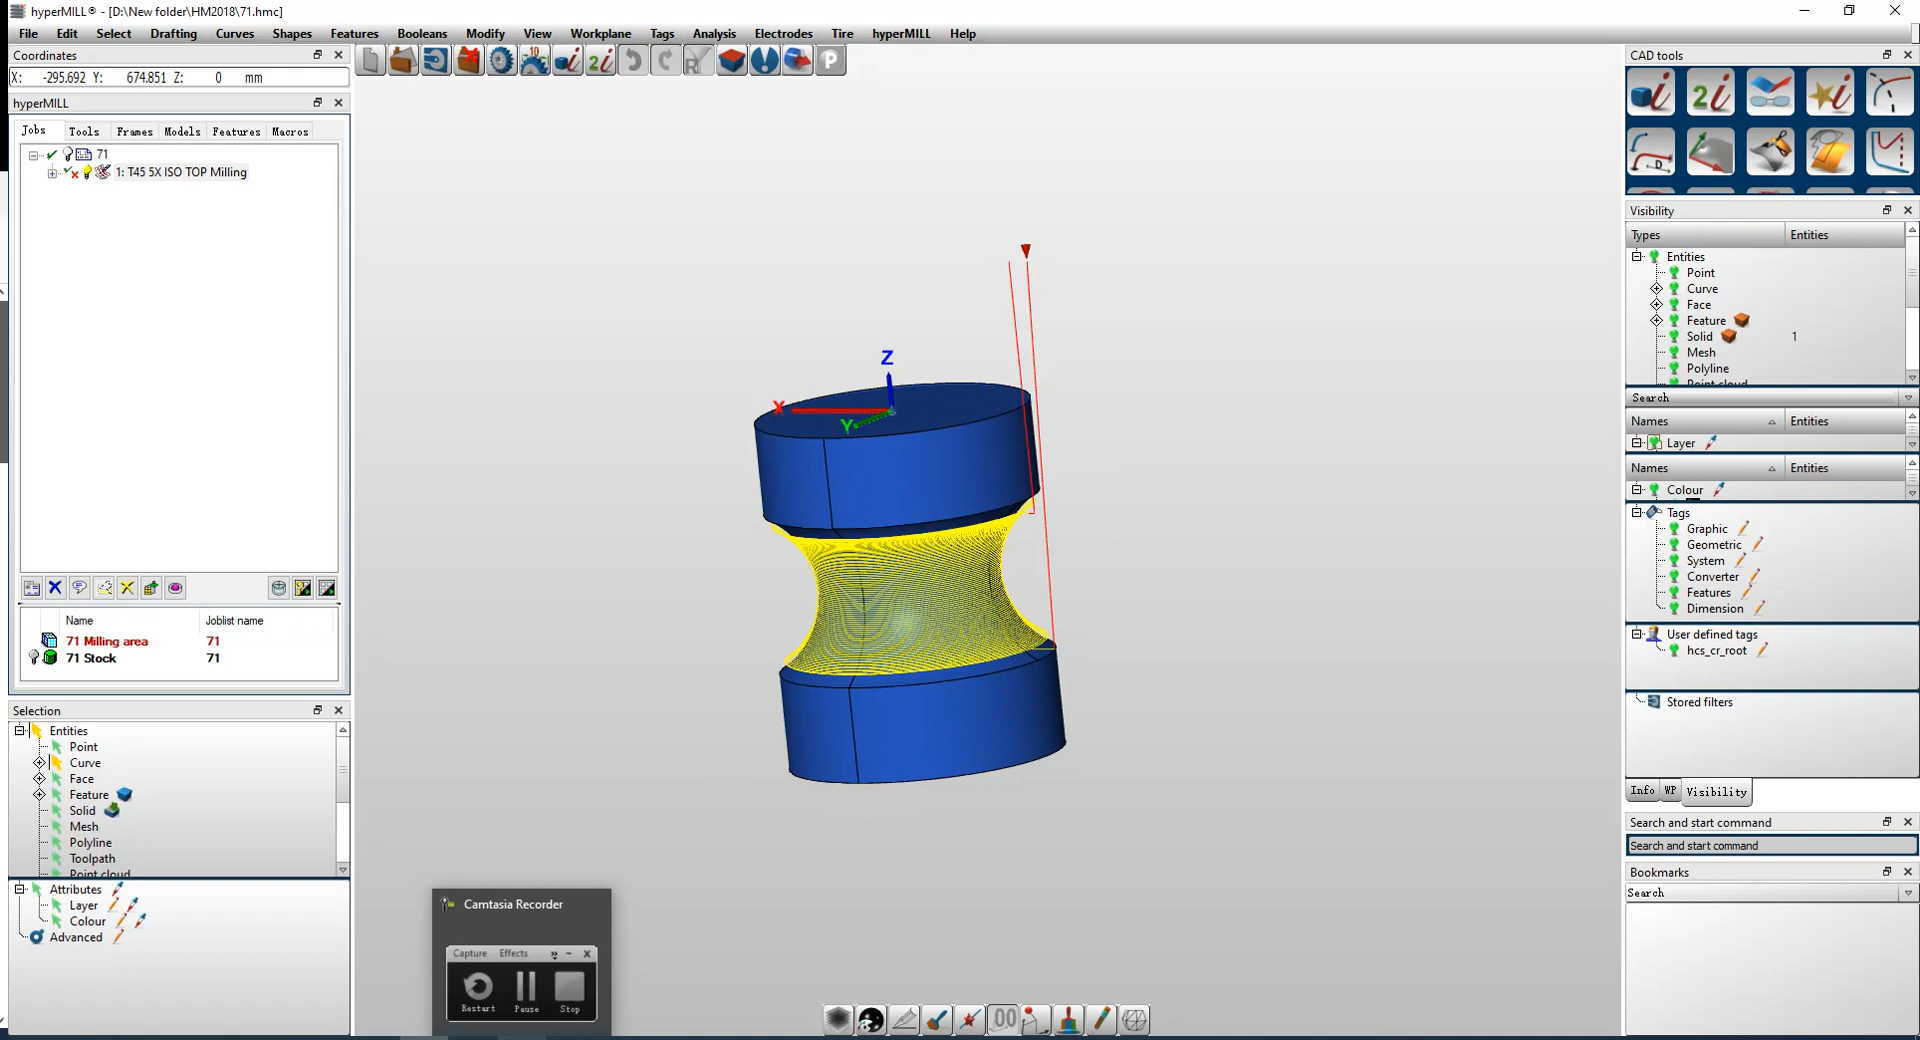 hyperMILL® - [D:\New folder\HM2018\71.hmc]
File Edit Select Drafting Curves Shapes Features Booleans Modify View Workplane Tags Analysis Electrodes Tire hyperMILL Help
Coordinates
X: -295.692 Y: 674.851 Z: 0 mm
hyperMILL
Jobs Tools Frames Models Features Macros
71
1: T45 5X ISO TOP Milling
Name Joblist name
71 Milling area 71
71 Stock 71
Selection
Entities
Point
Curve
Face
Feature
Solid
Mesh
Polyline
Toolpath
Point cloud
Attributes
Layer
Colour
Advanced
10
2i
P
Z
X
Y
Camtasia Recorder
Capture Effects
Restart Pause Stop
CAD tools
2i
D
Visibility
Types Entities
Entities
Point
Curve
Face
Feature
Solid 1
Mesh
Polyline
Point cloud
Search
Names Entities
Layer
Names Entities
Colour
Tags
Graphic
Geometric
System
Converter
Features
Dimension
User defined tags
hcs_cr_root
Stored filters
Info WP Visibility
Search and start command
Search and start command
Bookmarks
Search